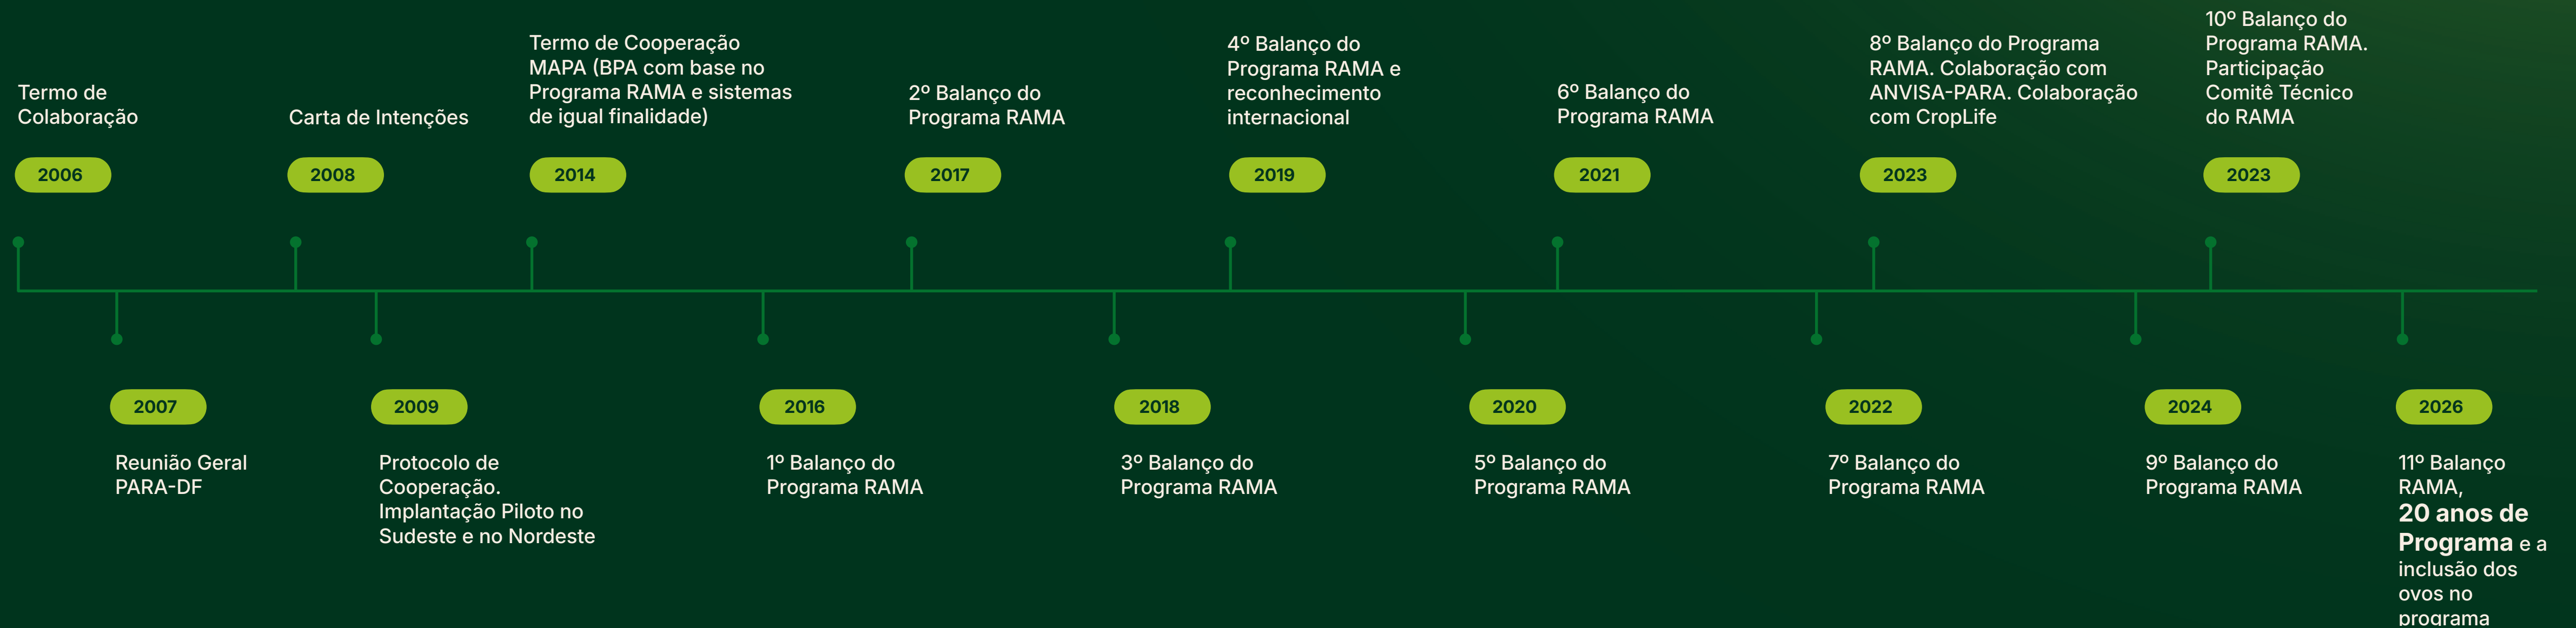 Termo de
Colaboração
2006
2007
Reunião Geral
PARA-DF
Carta de Intenções
2008
2009
Protocolo de
Cooperação.
Implantação Piloto no
Sudeste e no Nordeste
Termo de Cooperação
MAPA (BPA com base no
Programa RAMA e sistemas
de igual finalidade)
2014
2016
1º Balanço do
Programa RAMA
2º Balanço do
Programa RAMA
2017
2018
3º Balanço do
Programa RAMA
4º Balanço do
Programa RAMA e
reconhecimento
internacional
2019
2020
5º Balanço do
Programa RAMA
6º Balanço do
Programa RAMA
2021
2022
7º Balanço do
Programa RAMA
8º Balanço do Programa
RAMA. Colaboração com
ANVISA-PARA. Colaboração
com CropLife
2023
2024
9º Balanço do
Programa RAMA
10º Balanço do
Programa RAMA.
Participação
Comitê Técnico
do RAMA
2023
2026
11º Balanço
RAMA,
20 anos de
Programa e a
inclusão dos
ovos no
programa